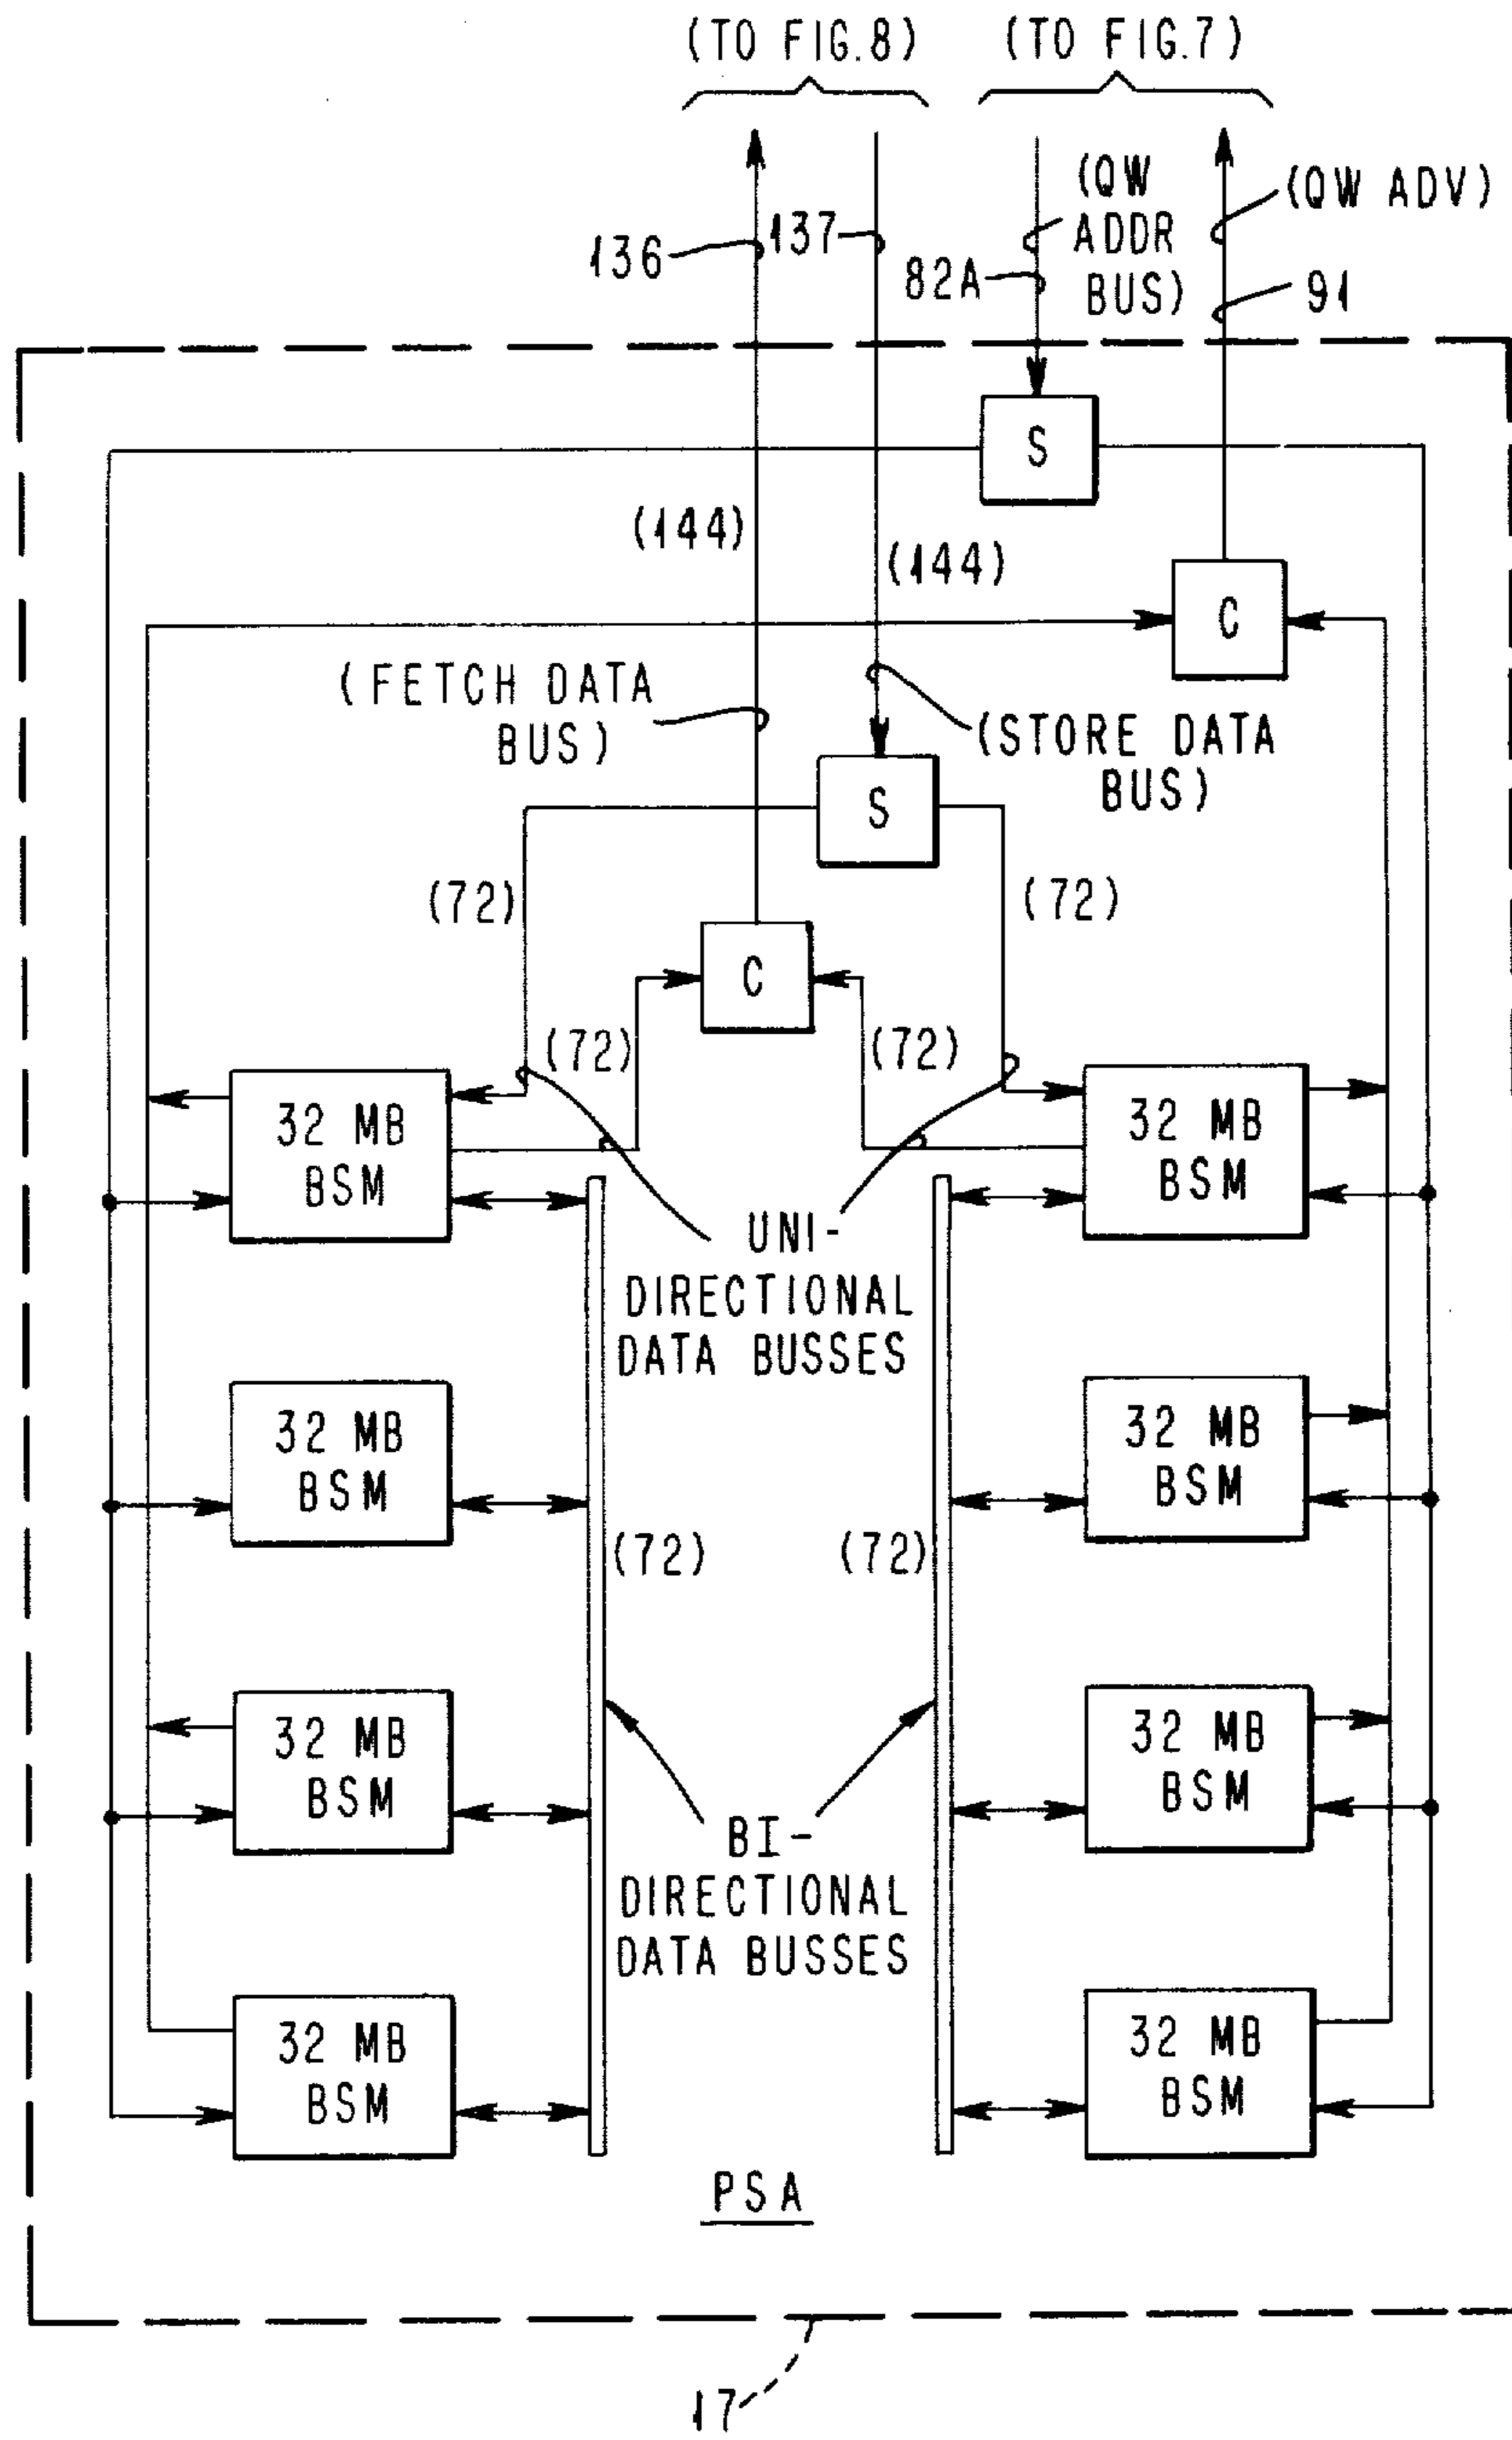 (TO FIG.8) (TO FIG.7)
(QW
ADDR
BUS)
(QW ADV)
136
137
82A
91
S
(144)
(144)
C
(FETCH DATA
BUS)
(STORE DATA
BUS)
S
(72)
(72)
C
(72)
(72)
32 MB
BSM
32 MB
BSM
UNI-
DIRECTIONAL
DATA BUSSES
32 MB
BSM
32 MB
BSM
(72)
(72)
32 MB
BSM
32 MB
BSM
BI-
DIRECTIONAL
DATA BUSSES
32 MB
BSM
32 MB
BSM
PSA
17